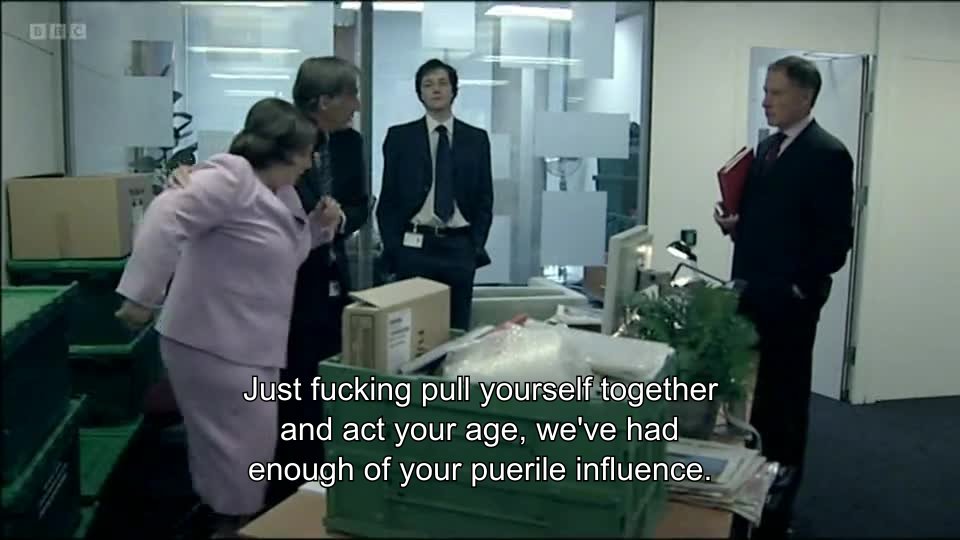 BBC
Just fucking pull yourself together
and act your age, we've had
enough of your puerile influence.